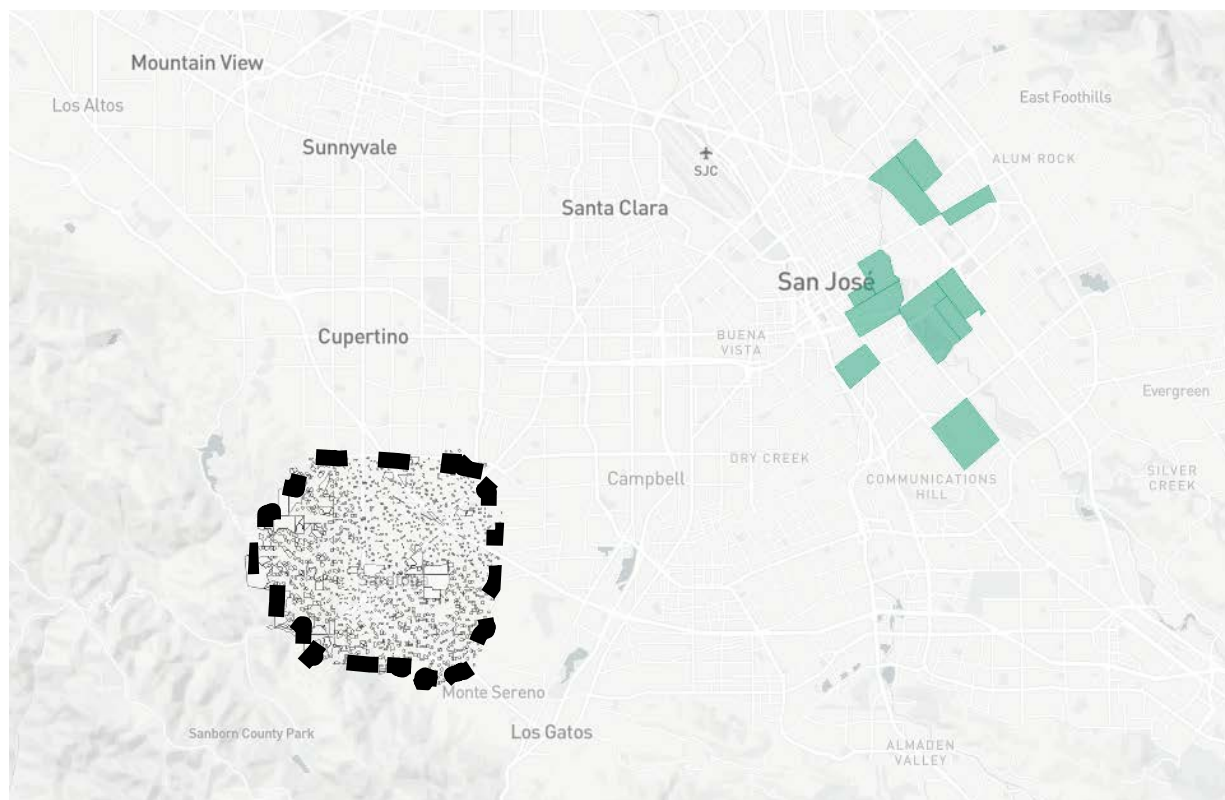 Mountain View
Los Altos
East Foothills
Sunnyvale
ALUM ROCK
SJC
Santa Clara
San José
Cupertino
BUENA
VISTA
Evergreen
DRY CREEK
Campbell
COMMUNICATIONS
HILL
SILVER
CREEK
Saratoga
Monte Sereno
Sanborn County Park
Los Gatos
ALMADEN
VALLEY